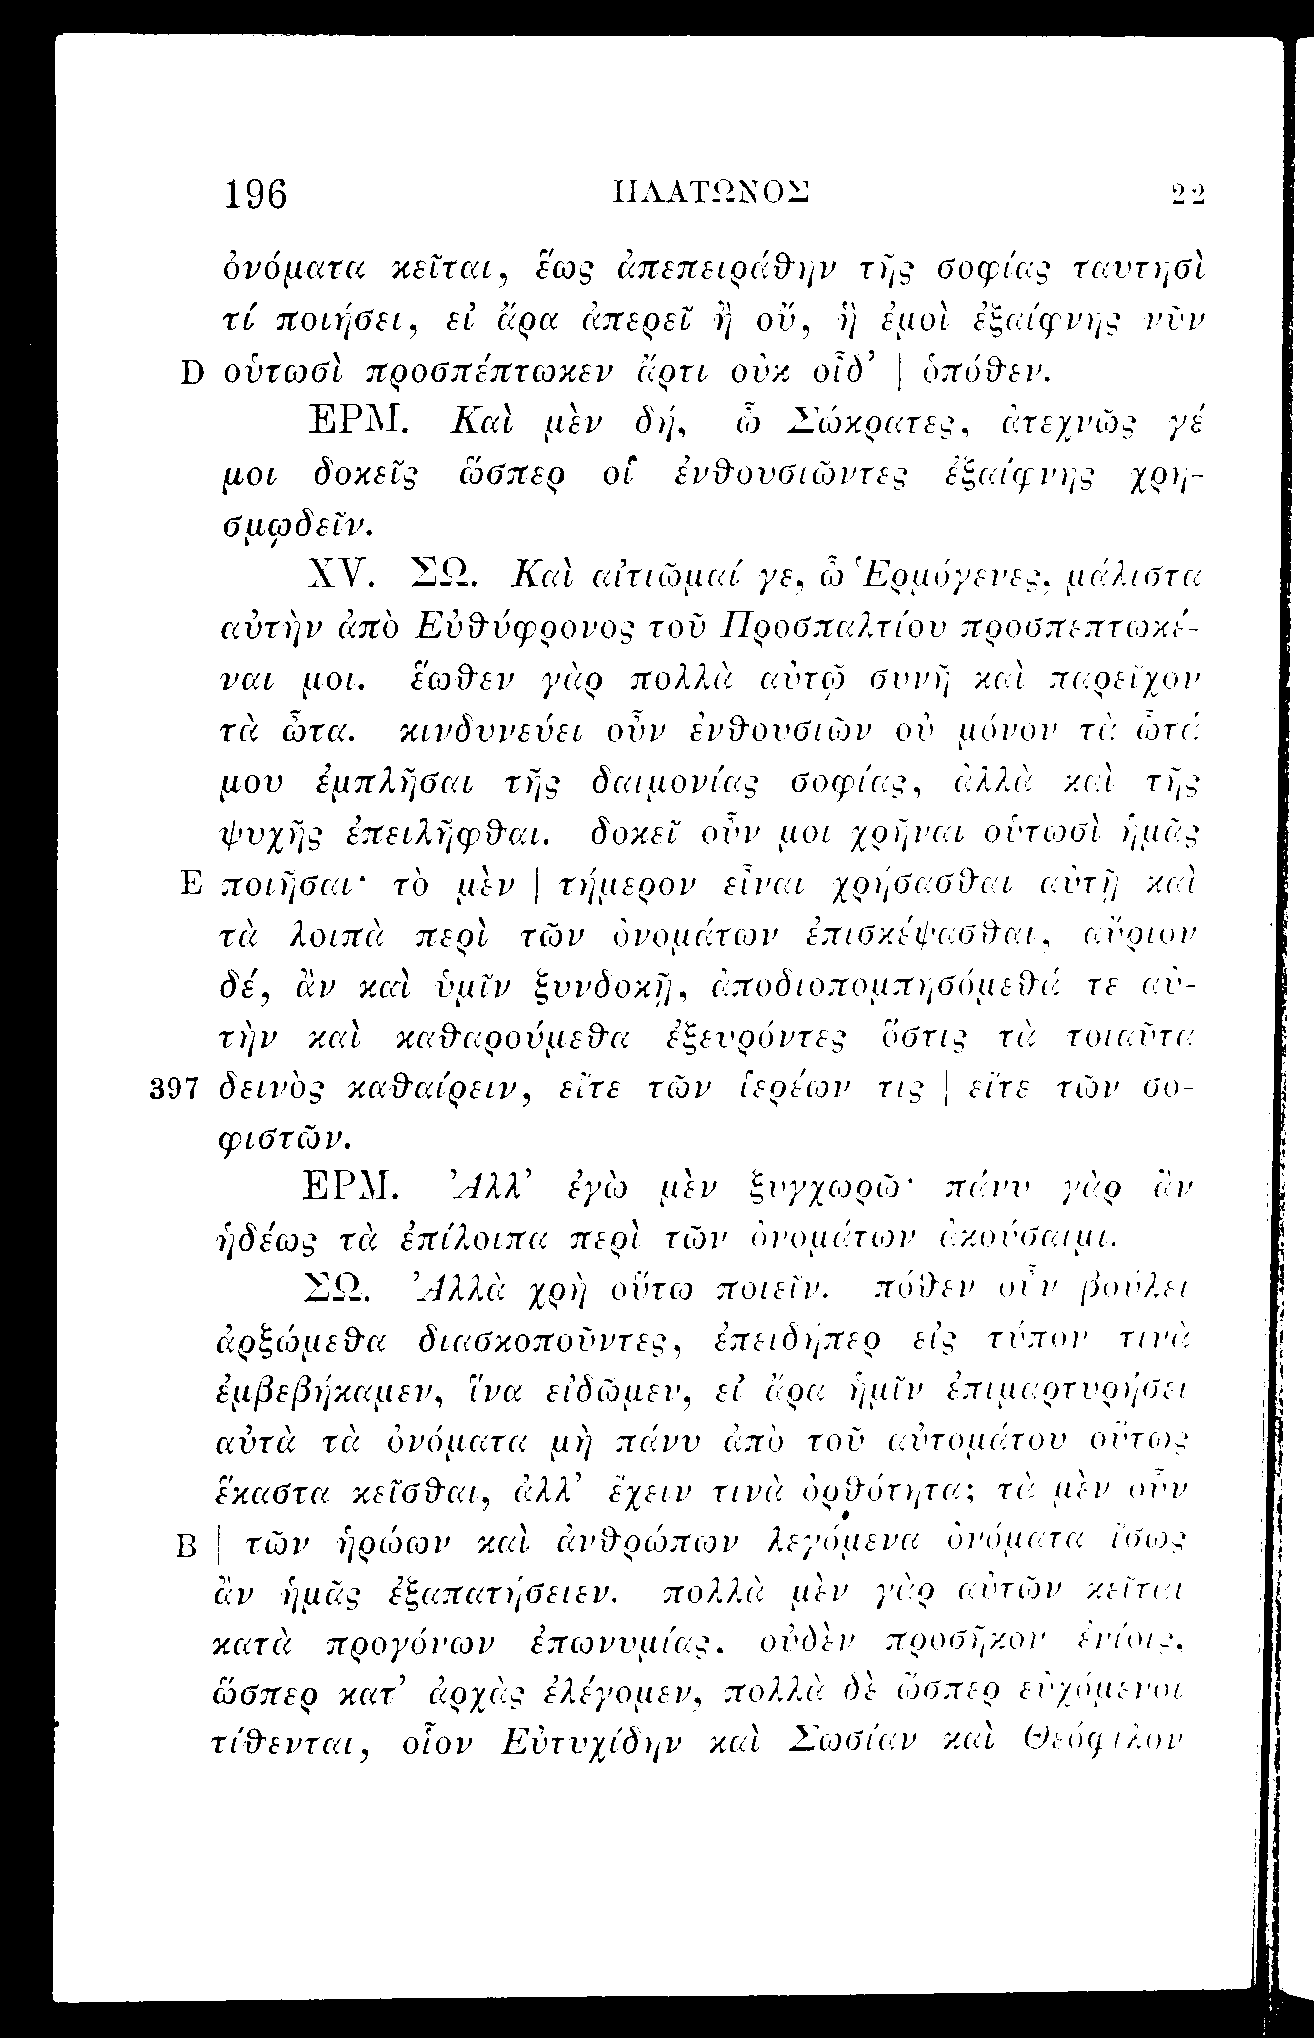 196 ΠΛΑΤΩΝΟΣ 22
ὀνόματα κεῖται, ἕως ἀπεπειράθην τῆς σοφίας ταυτησὶ
τί ποιήσει, εἰ ἄρα ἀπερεῖ ἢ οὔ, ἣ ἐμοὶ ἐξαίφνης νῦν
D οὑτωσὶ προσπέπτωκεν ἄρτι οὐκ οἶδ’ | ὁπόθεν.
ΕΡΜ. Καὶ μὲν δή, ὦ Σώκρατες, ἀτεχνῶς γέ
μοι δοκεῖς ὥσπερ οἱ ἐνθουσιῶντες ἐξαίφνης χρη-
σμῳδεῖν.
XV. ΣΩ. Καὶ αἰτιῶμαί γε, ὦ Ἑρμόγενες, μάλιστα
αὐτὴν ἀπὸ Εὐθύφρονος τοῦ Προσπαλτίου προσπεπτωκέ-
ναι μοι. ἕωθεν γὰρ πολλὰ αὐτῷ συνῆ καὶ παρεῖχον
τὰ ὦτα. κινδυνεύει οὖν ἐνθουσιῶν οὐ μόνον τὰ ὦτά
μου ἐμπλῆσαι τῆς δαιμονίας σοφίας, ἀλλὰ καὶ τῆς
ψυχῆς ἐπειλῆφθαι. δοκεῖ οὖν μοι χρῆναι οὑτωσὶ ἡμᾶς
E ποιῆσαι· τὸ μὲν | τήμερον εἶναι χρήσασθαι αὐτῇ καὶ
τὰ λοιπὰ περὶ τῶν ὀνομάτων ἐπισκέψασθαι, αὔριον
δέ, ἂν καὶ ὑμῖν ξυνδοκῇ, ἀποδιοπομπησόμεθά τε αὐ-
τὴν καὶ καθαρούμεθα ἐξευρόντες ὅστις τὰ τοιαῦτα
397 δεινὸς καθαίρειν, εἴτε τῶν ἱερέων τις | εἴτε τῶν σο-
φιστῶν.
ΕΡΜ. Ἀλλ’ ἐγὼ μὲν ξυγχωρῶ· πάνυ γὰρ ἂν
ἡδέως τὰ ἐπίλοιπα περὶ τῶν ὀνομάτων ἀκούσαιμι.
ΣΩ. Ἀλλὰ χρὴ οὕτω ποιεῖν. πόθεν οὖν βούλει
ἀρξώμεθα διασκοποῦντες, ἐπειδήπερ εἰς τύπον τινὰ
ἐμβεβήκαμεν, ἵνα εἰδῶμεν, εἰ ἄρα ἡμῖν ἐπιμαρτυρήσει
αὐτὰ τὰ ὀνόματα μὴ πάνυ ἀπὸ τοῦ αὐτομάτου οὕτως
ἕκαστα κεῖσθαι, ἀλλ’ ἔχειν τινὰ ὀρθότητα; τὰ μὲν οὖν
B | τῶν ἡρώων καὶ ἀνθρώπων λεγόμενα ὀνόματα ἴσως
ἂν ἡμᾶς ἐξαπατήσειεν. πολλὰ μὲν γὰρ αὐτῶν κεῖται
κατὰ προγόνων ἐπωνυμίας, οὐδὲν προσῆκον ἐνίοις,
ὥσπερ κατ’ ἀρχὰς ἐλέγομεν, πολλὰ δὲ ὥσπερ εὐχόμενοι
τίθενται, οἷον Εὐτυχίδην καὶ Σωσίαν καὶ Θεόφιλον